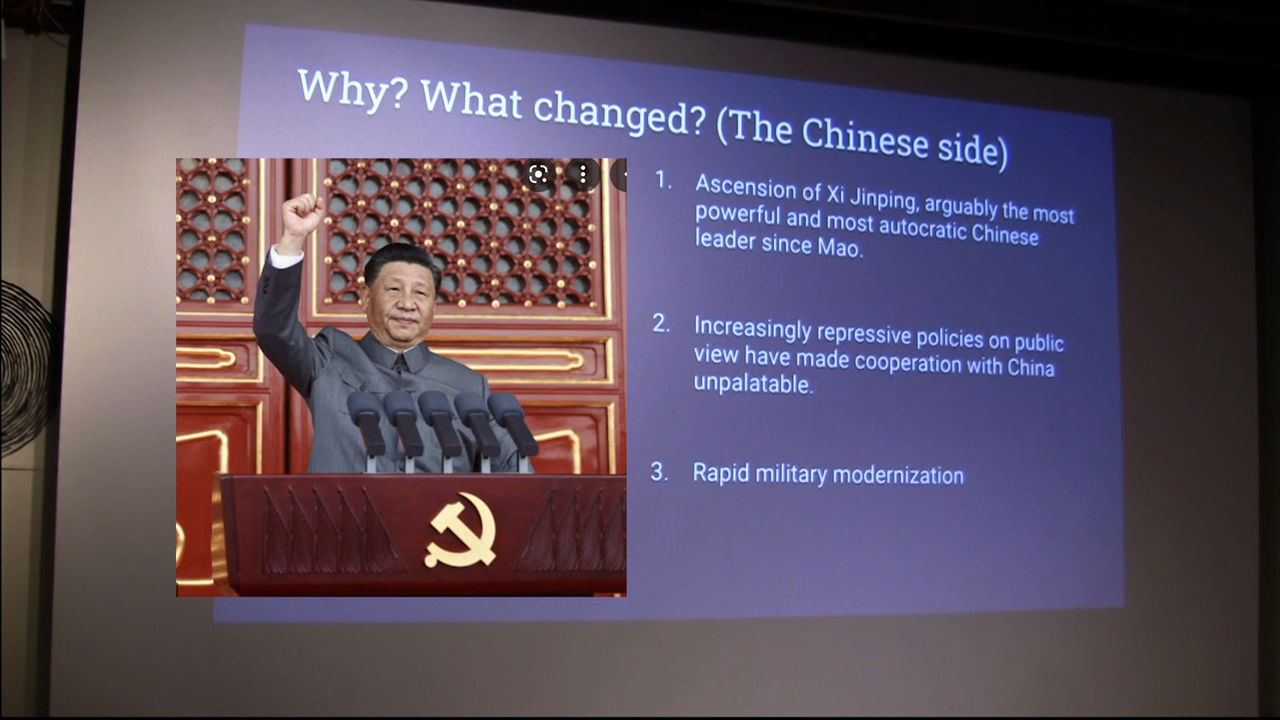 Why? What changed? (The Chinese side)
1. Ascension of Xi Jinping, arguably the most
powerful and most autocratic Chinese
leader since Mao.
2. Increasingly repressive policies on public
view have made cooperation with China
unpalatable.
3. Rapid military modernization